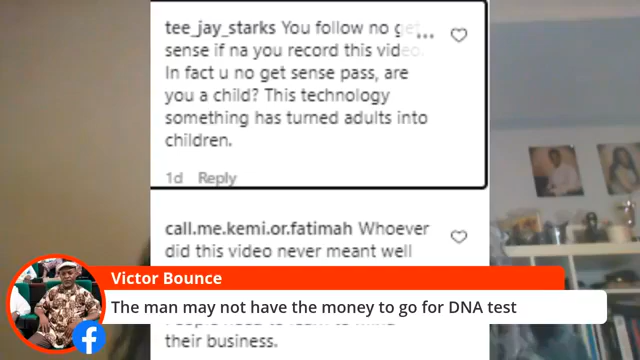 tee_jay_starks You follow no get
sense if na you record this video.
In fact u no get sense pass, are
you a child? This technology
something has turned adults into
children.
1d Reply
call.me.kemi.or.fatimah Whoever
did this video never meant well
Victor Bounce
The man may not have the money to go for DNA test
their business.